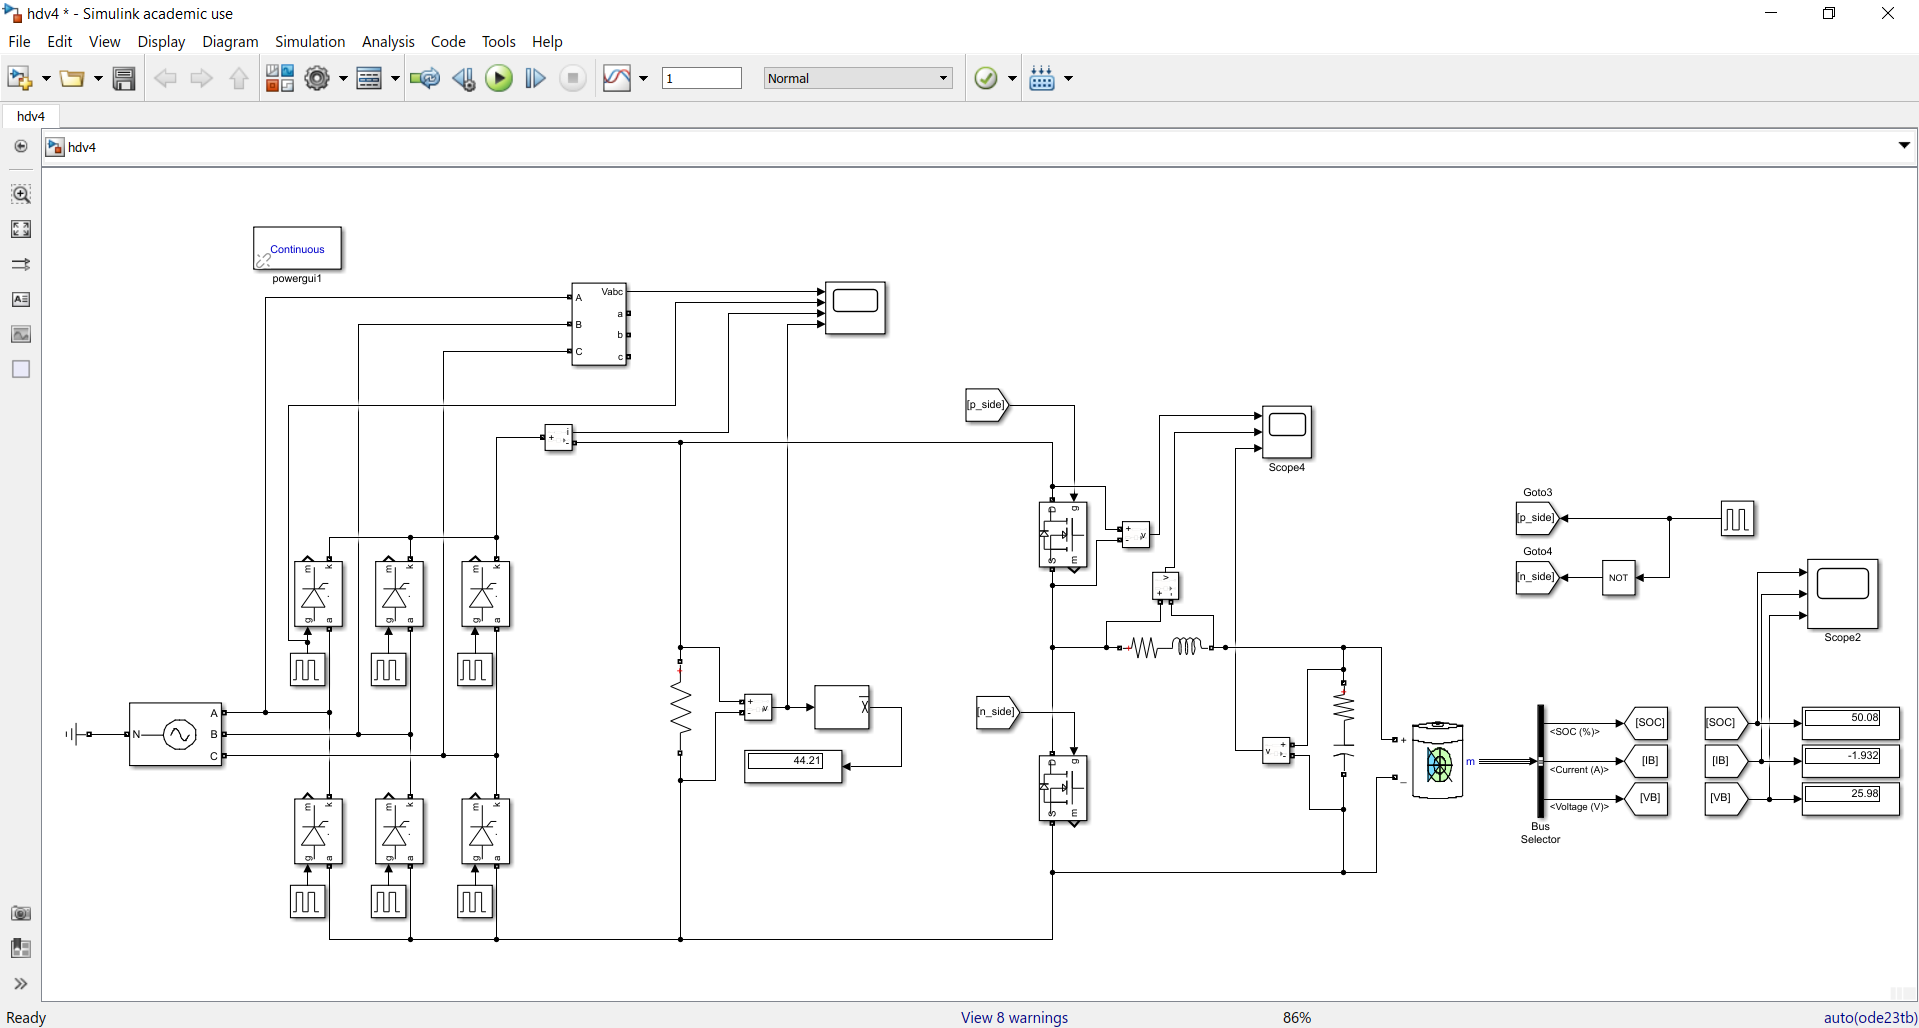 hdv4 * - Simulink academic use
File Edit View Display Diagram Simulation Analysis Code Tools Help
1 Normal
hdv4
hdv4
Continuous
powergui1
A Vabc
a
B
b
C
c
[p_side]
i
+
-
Scope4
Goto3
[p_side]
Goto4
[n_side]
NOT
D g
S m
+ v
-
v
+ -
m k m k m k
g a g a g a
Scope2
A
N B
C
+ v
-
x
44.21
[n_side]
D g
S m
v +
-
+
m
-
<SOC (%)>
<Current (A)>
<Voltage (V)>
Bus
Selector
[SOC] [SOC] 50.08
[IB] [IB] -1.932
[VB] [VB] 25.98
m k m k m k
g a g a g a
Ready View 8 warnings 86% auto(ode23tb)